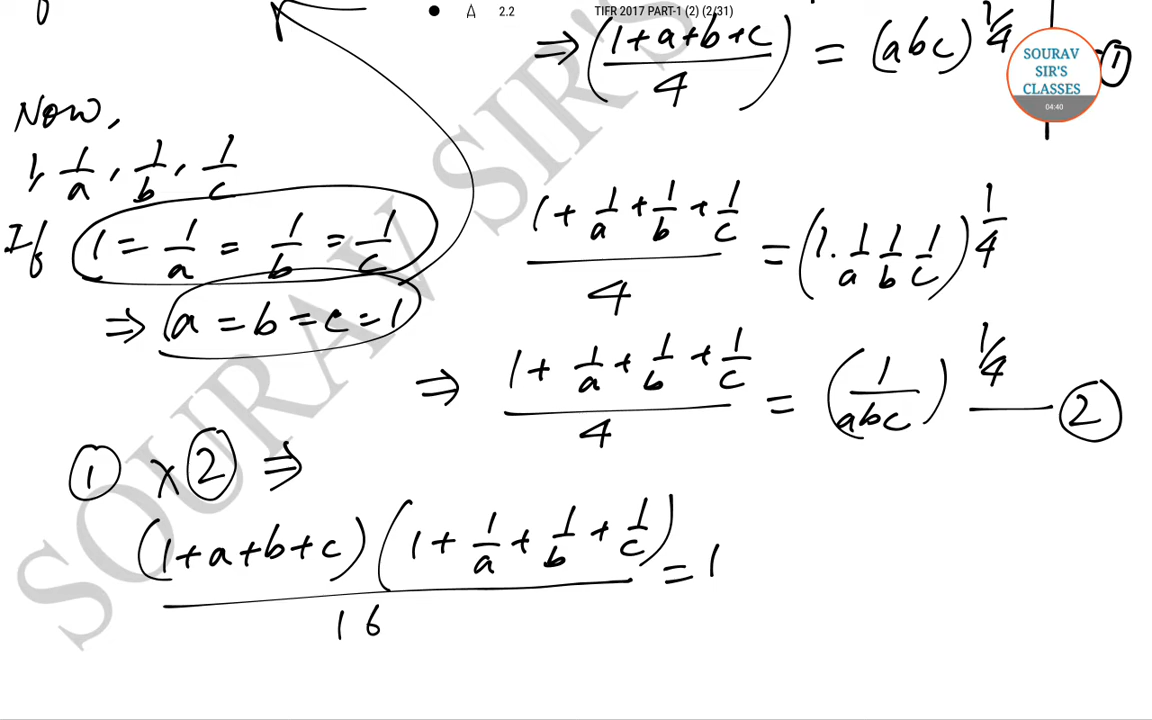 A 2.2 TIFR 2017 PART-1 (2) (2/31)
⇒ ((1+a+b+c)/4) = (abc)^1/4 ①
SOURAV
SIR'S
CLASSES
04:40
Now,
1, 1/a, 1/b, 1/c
If 1 = 1/a = 1/b = 1/c
⇒ a = b = c = 1
(1 + 1/a + 1/b + 1/c)/4 = (1. 1/a 1/b 1/c)^1/4
⇒ (1 + 1/a + 1/b + 1/c)/4 = (1/abc)^1/4 — ②
① × ② ⇒
(1+a+b+c)(1 + 1/a + 1/b + 1/c)/16 = 1
SOURAV SIR'S